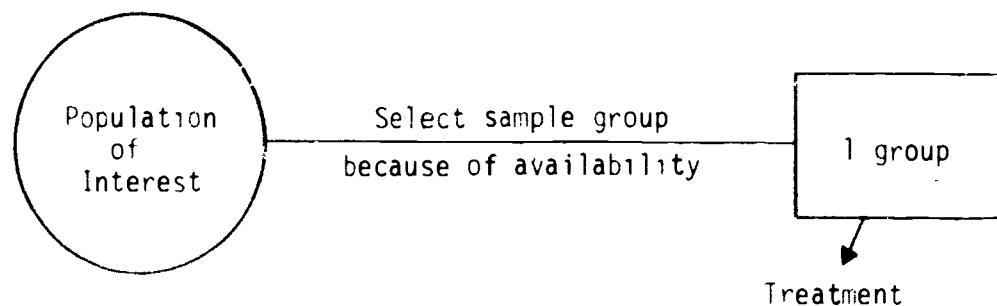 Population
of
Interest
Select sample group
because of availability
1 group
Treatment